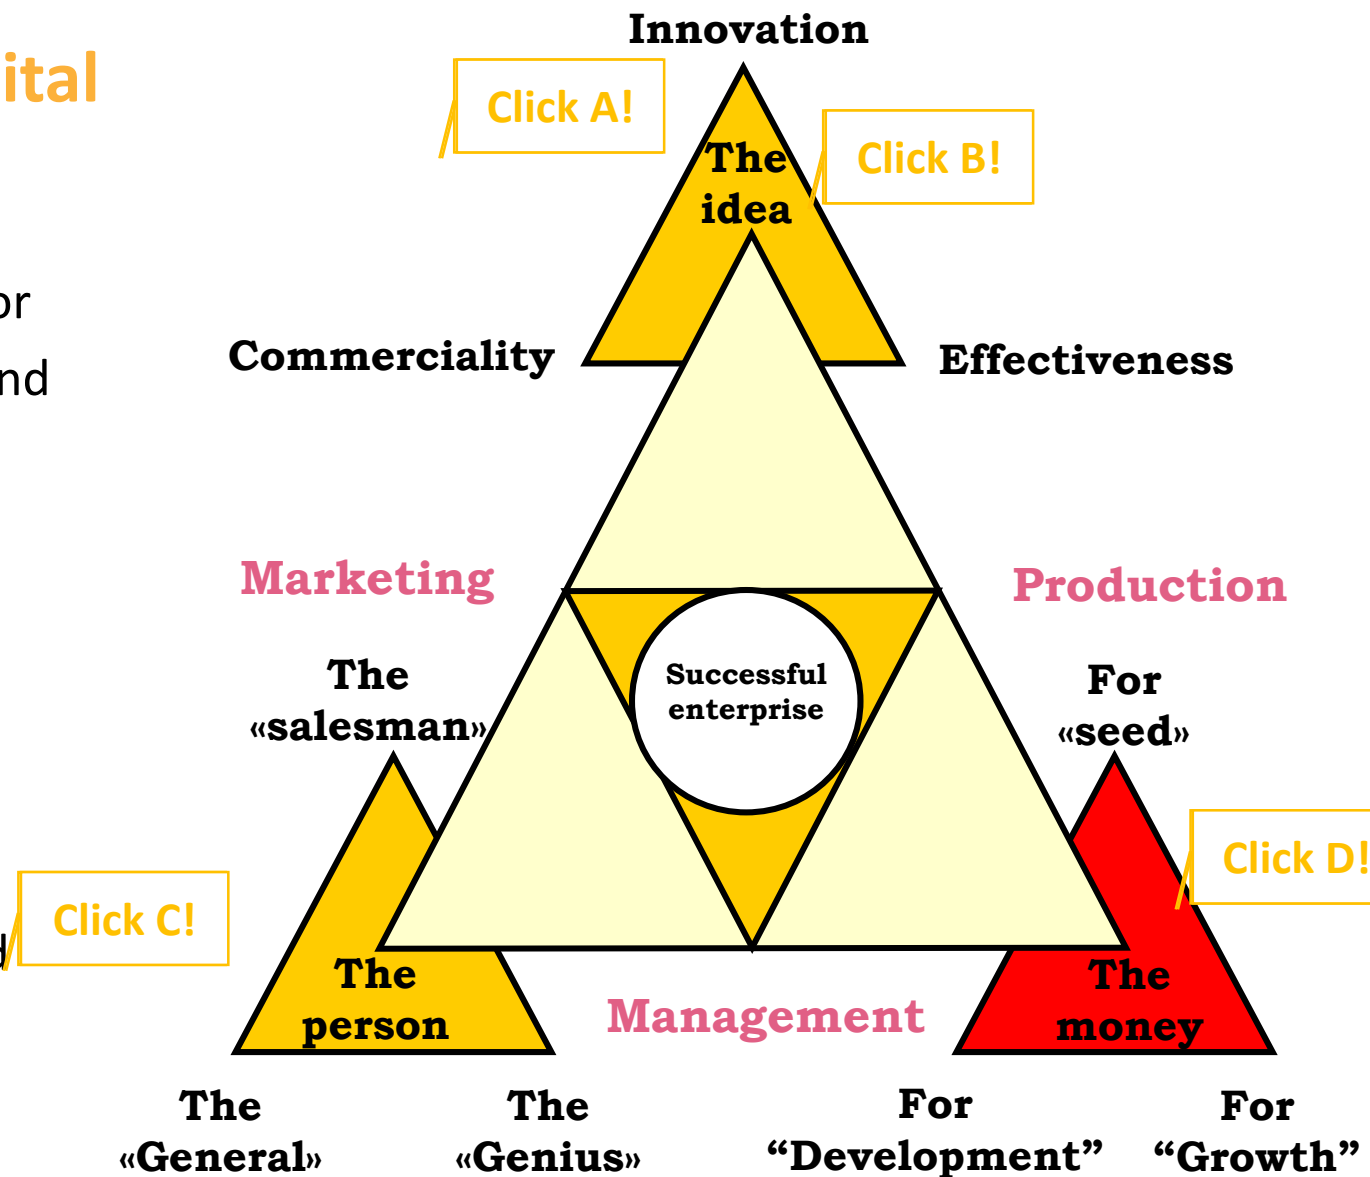 Innovation
ital
Click A!
Click B!
The
idea
or
Commerciality
Effectiveness
nd
Marketing
Production
Successful
enterprise
The
«salesman»
For
«seed»
Click D!
Click C!
d
The
person
Management
The
money
The
«General»
The
«Genius»
For
“Development”
For
“Growth”